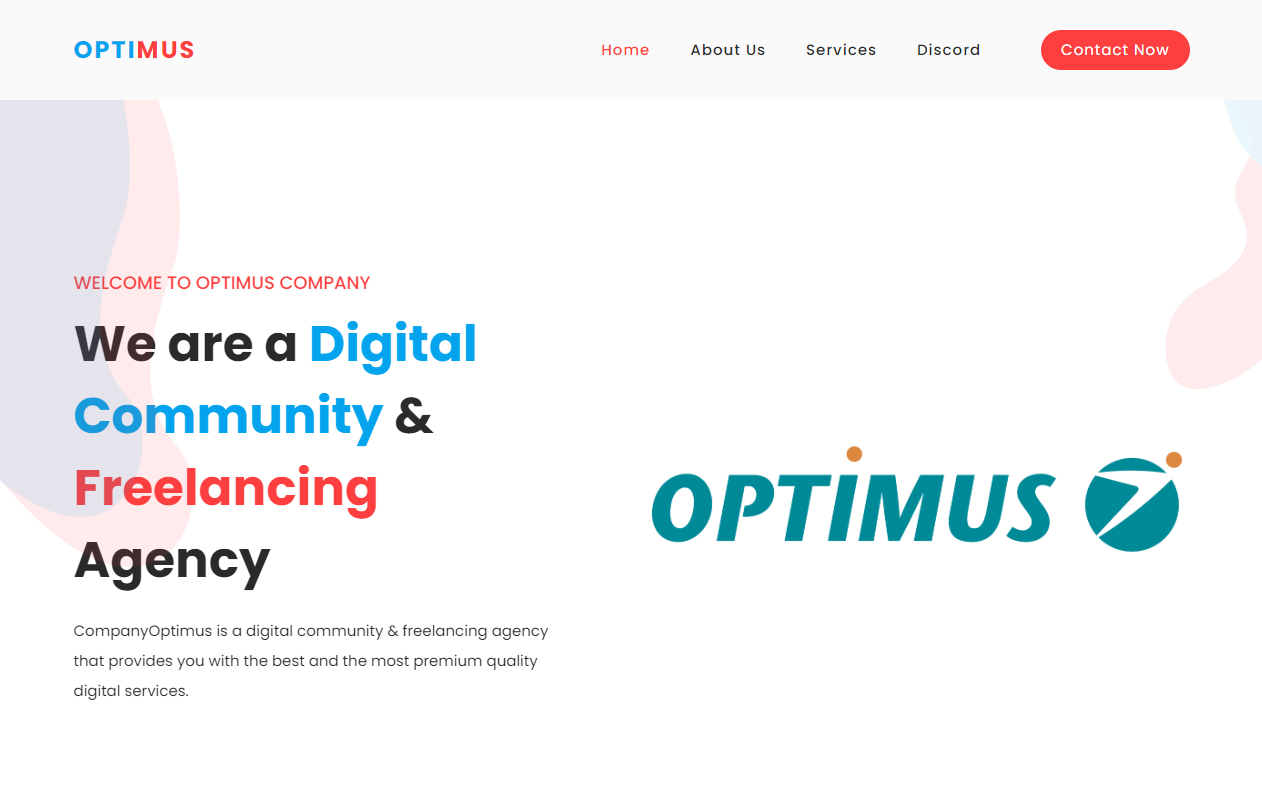 OPTIMUS
Home About Us Services Discord Contact Now
WELCOME TO OPTIMUS COMPANY
We are a Digital
Community &
Freelancing
Agency
OPTIMUS
CompanyOptimus is a digital community & freelancing agency
that provides you with the best and the most premium quality
digital services.